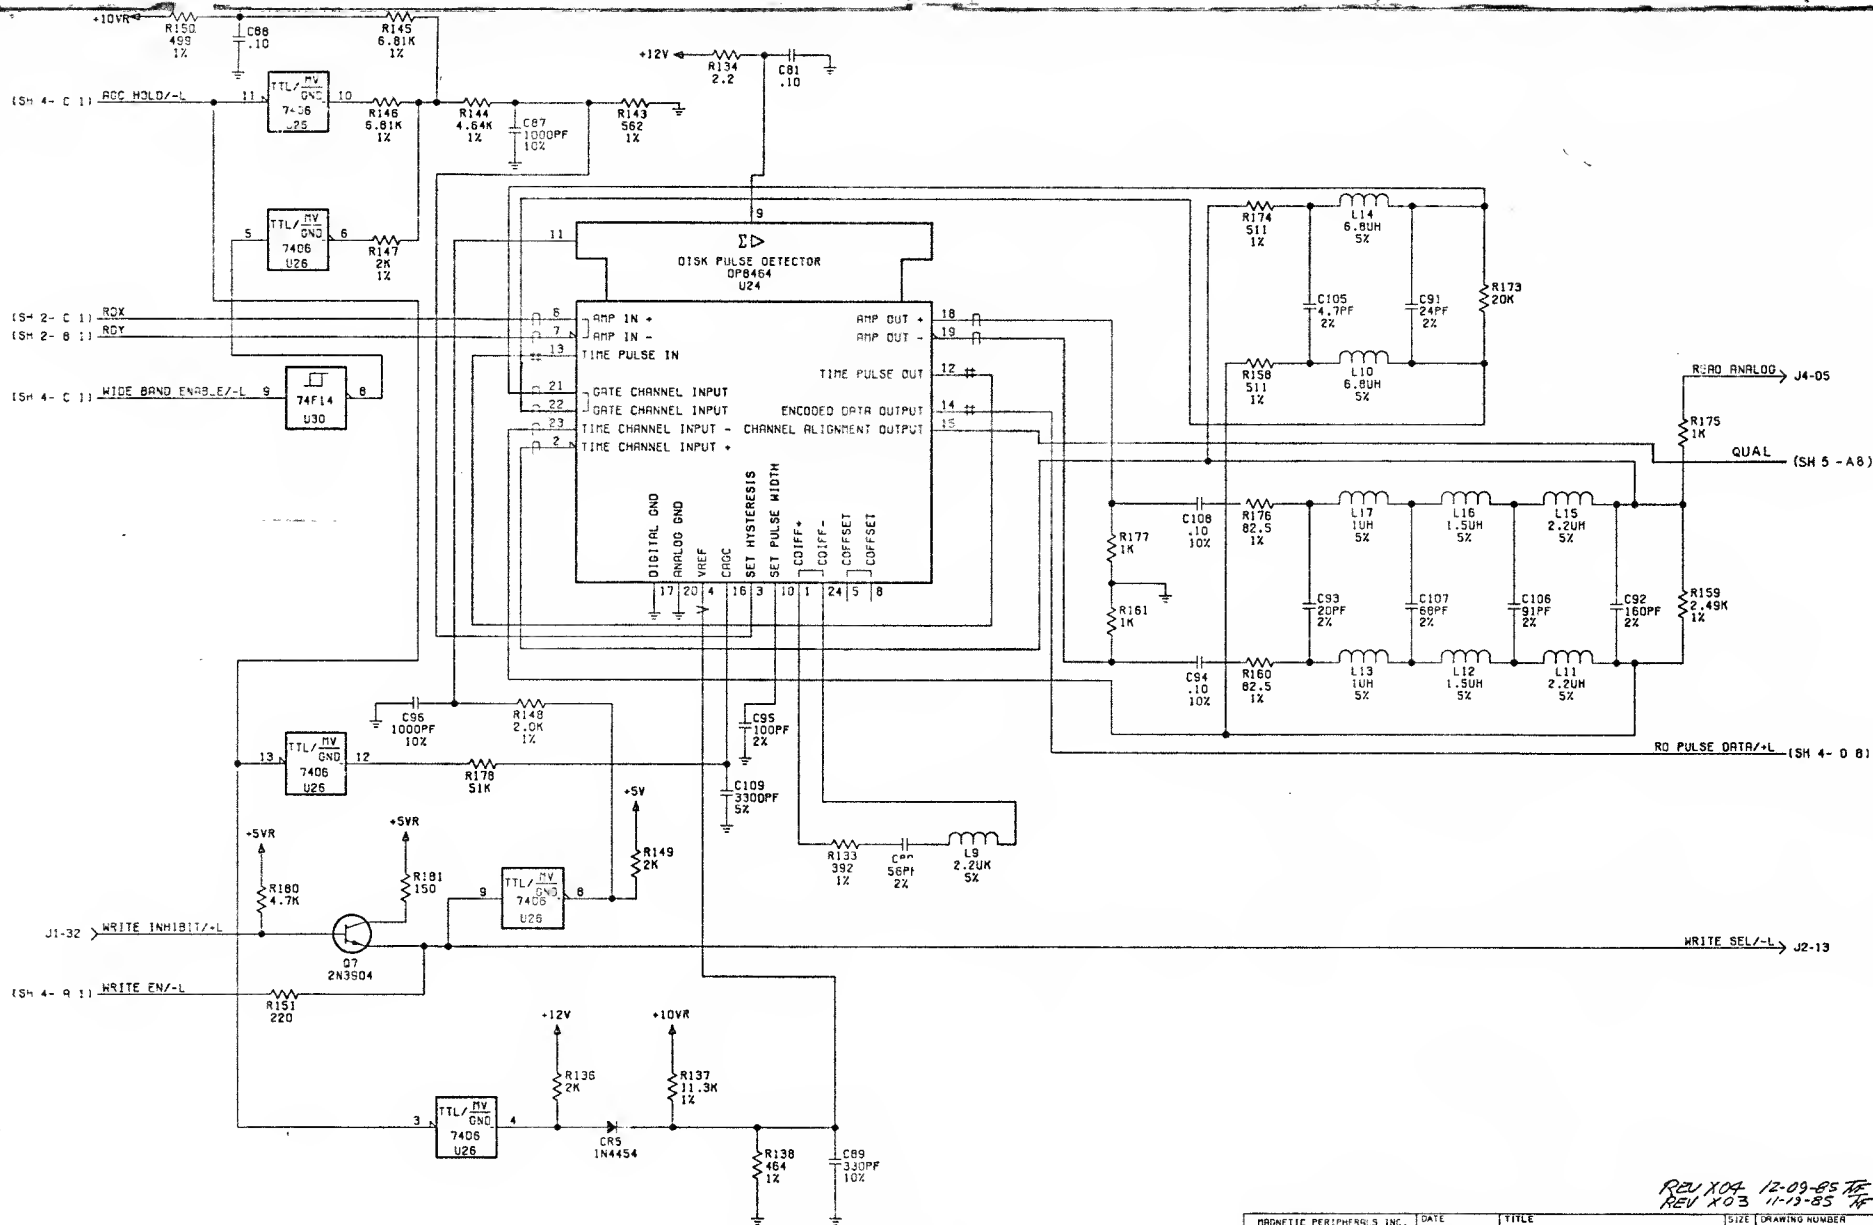 +10VR
R150
499
1%
C88
.10
R145
6.81K
1%
+12V
R134
2.2
C81
.10
(SH 4- C 1) AGC HOLD/-L
11
TTL/MV
GND
7406
U25
10
R146
6.81K
1%
R144
4.64K
1%
C87
1000PF
10%
R143
562
1%
5
TTL/MV
GND
7406
U26
6
R147
2K
1%
11
9
Σ▷
DISK PULSE DETECTOR
DP8464
U24
R174
511
1%
L14
6.8UH
5%
C105
4.7PF
2%
C91
24PF
2%
R173
20K
R158
511
1%
L10
6.8UH
5%
(SH 2- C 1) RDX
(SH 2- B 1) RDY
6 AMP IN +
7 AMP IN -
13 TIME PULSE IN
21 GATE CHANNEL INPUT
22 GATE CHANNEL INPUT
23 TIME CHANNEL INPUT -
2 TIME CHANNEL INPUT +
AMP OUT + 18
AMP OUT - 19
TIME PULSE OUT 12
ENCODED DATA OUTPUT 14
CHANNEL ALIGNMENT OUTPUT 15
(SH 4- C 1) WIDE BAND ENABLE/-L
9
74F14
U30
8
READ ANALOG J4-05
R175
1K
QUAL (SH 5 -A8)
DIGITAL GND
ANALOG GND
VREF
CAGC
SET HYSTERESIS
SET PULSE WIDTH
CDIFF+
CDIFF-
COFFSET
COFFSET
17 20 4 16 3 10 1 24 5 8
R177
1K
R161
1K
C108
.10
10%
R176
82.5
1%
L17
1UH
5%
L16
1.5UH
5%
L15
2.2UH
5%
C93
20PF
2%
C107
68PF
2%
C106
91PF
2%
C92
160PF
2%
R159
2.49K
1%
C94
.10
10%
R160
82.5
1%
L13
1UH
5%
L12
1.5UH
5%
L11
2.2UH
5%
C96
1000PF
10%
R148
2.0K
1%
C95
100PF
2%
RD PULSE DATA/+L (SH 4- D 8)
13
TTL/MV
GND
7406
U26
12
R178
51K
C109
3300PF
5%
+5V
R149
2K
+5VR
R180
4.7K
+5VR
R181
150
R133
392
1%
2%
L9
2.2UH
5%
9
TTL/MV
GND
7406
U26
8
J1-32 WRITE INHIBIT/+L
Q7
2N3904
WRITE SEL/-L J2-13
(SH 4- A 1) WRITE EN/-L
R151
220
+12V
R136
2K
+10VR
R137
11.3K
1%
3
TTL/MV
GND
7406
U26
4
CR5
1N4454
R138
464
1%
C89
330PF
10%
REV X04 12-09-85
REV X03 11-19-85
MAGNETIC PERIPHERALS INC.
DATE
TITLE
SIZE
DRAWING NUMBER